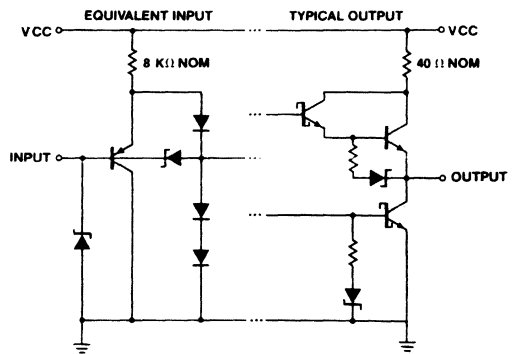 EQUIVALENT INPUT
TYPICAL OUTPUT
VCC
VCC
8 KΩ NOM
40 Ω NOM
INPUT
OUTPUT